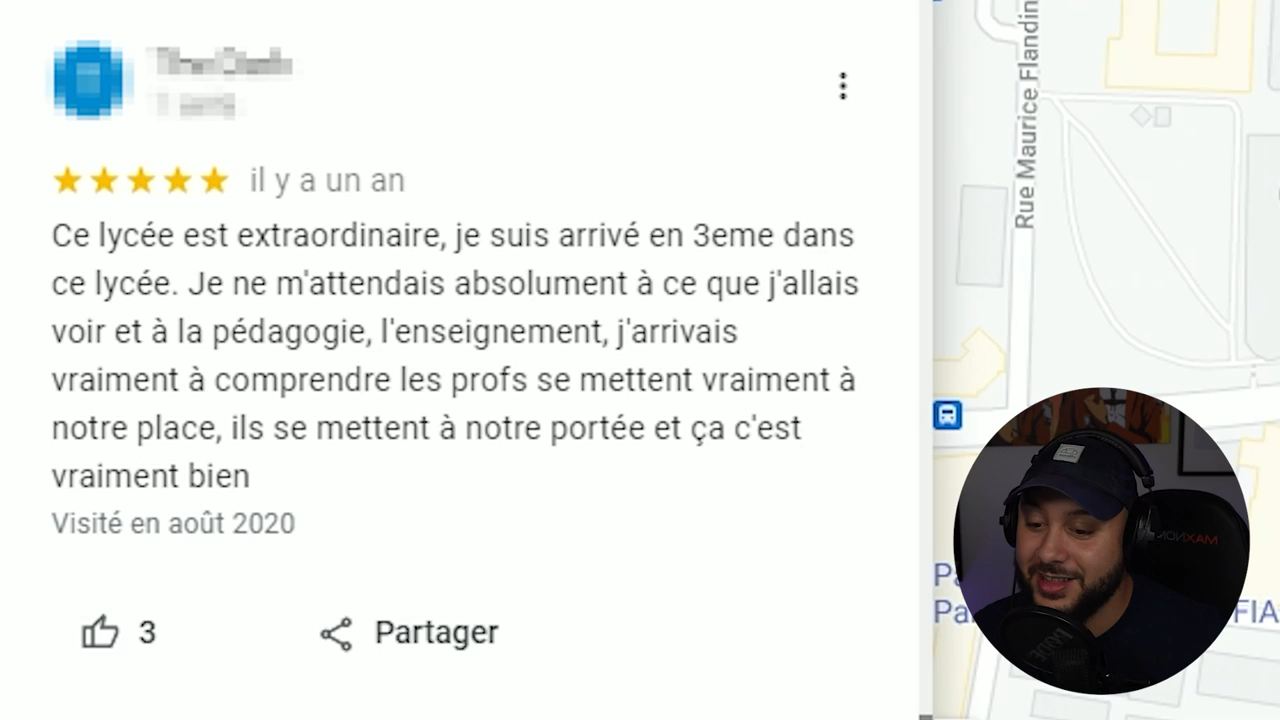 il y a un an
Ce lycée est extraordinaire, je suis arrivé en 3eme dans
ce lycée. Je ne m'attendais absolument à ce que j'allais
voir et à la pédagogie, l'enseignement, j'arrivais
vraiment à comprendre les profs se mettent vraiment à
notre place, ils se mettent à notre portée et ça c'est
vraiment bien
Visité en août 2020
3
Partager
Rue Maurice Flandin